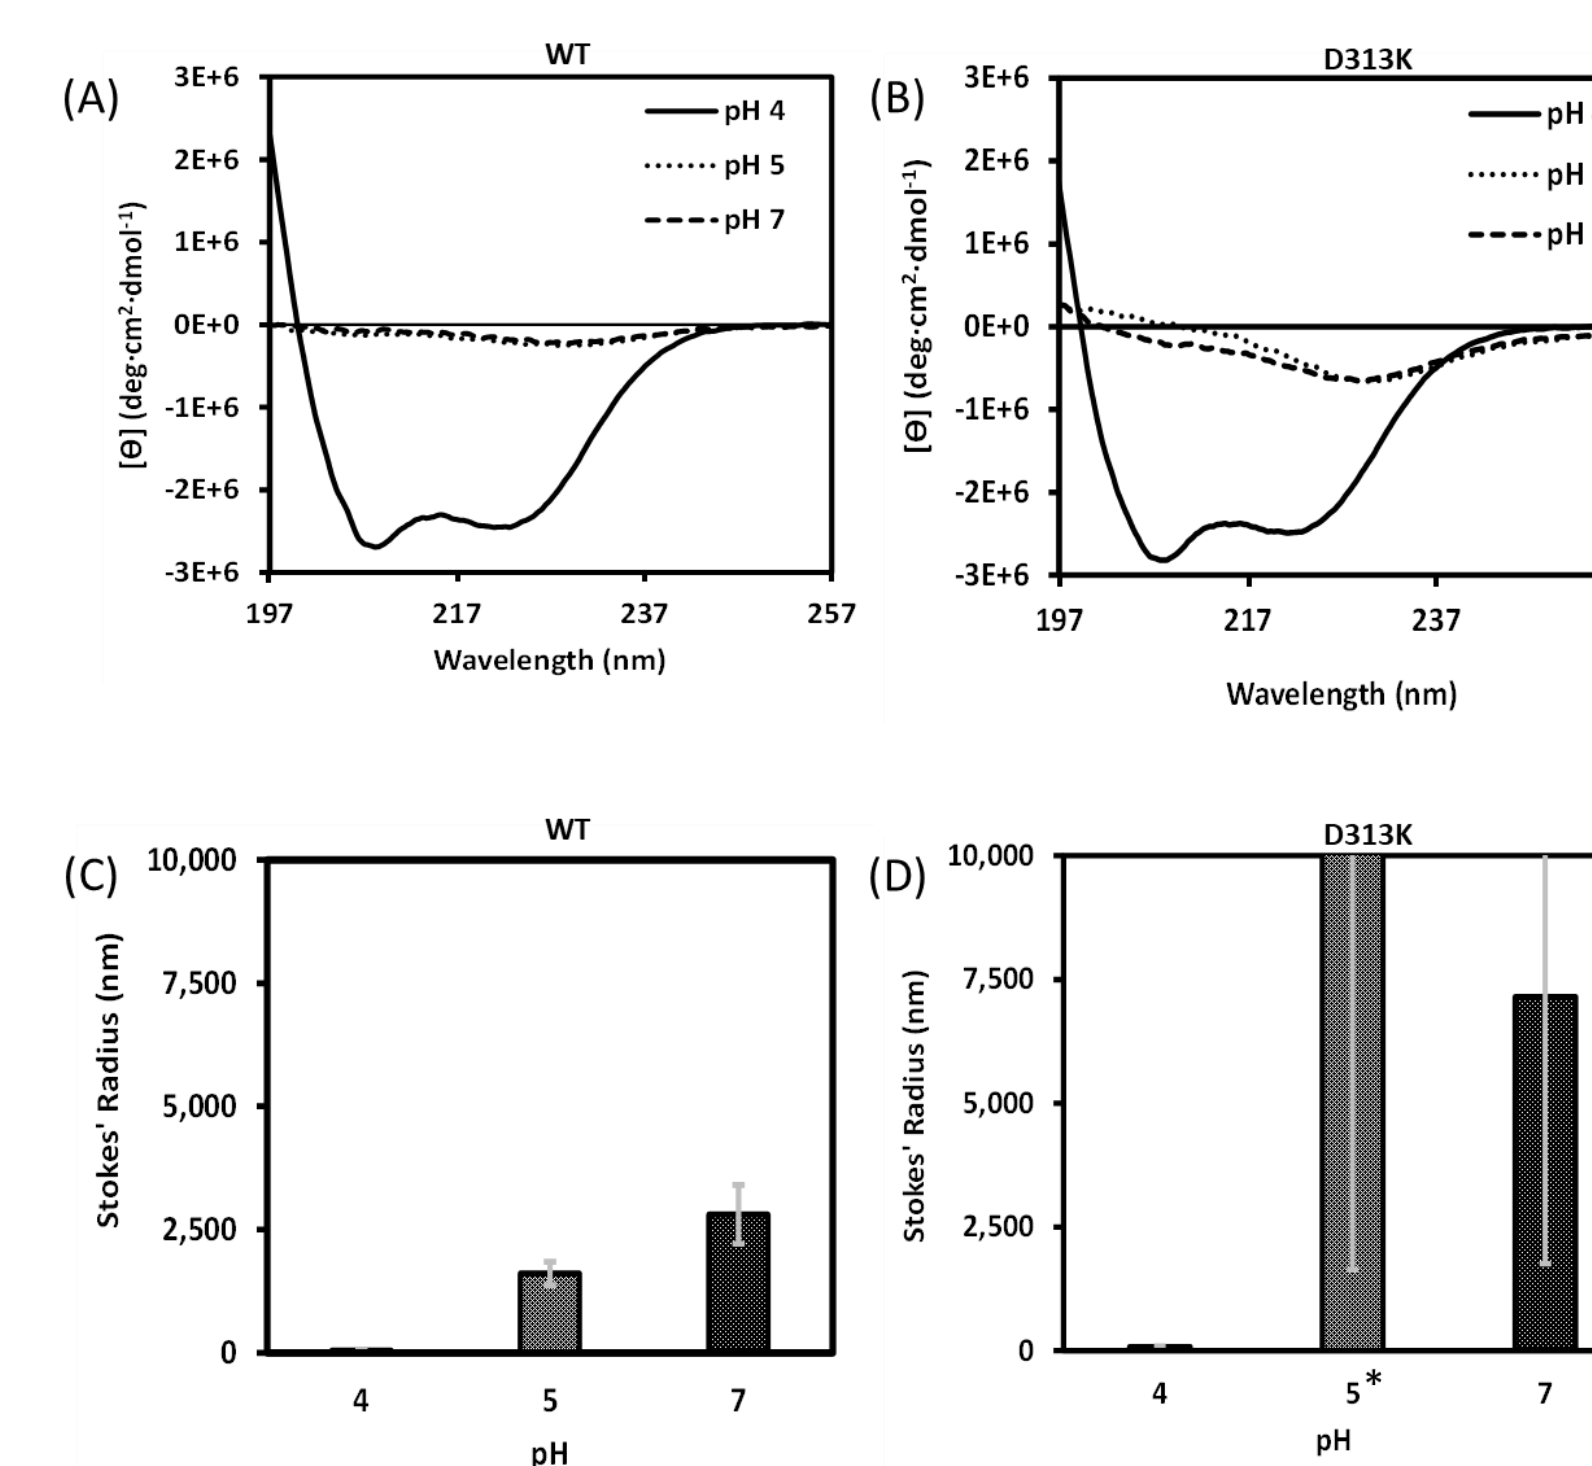 (A)
WT
3E+6
2E+6
1E+6
0E+0
-1E+6
-2E+6
-3E+6
[Θ] (deg·cm²·dmol⁻¹)
pH 4
pH 5
pH 7
197 217 237 257
Wavelength (nm)
(B)
D313K
3E+6
2E+6
1E+6
0E+0
-1E+6
-2E+6
-3E+6
[Θ] (deg·cm²·dmol⁻¹)
pH
pH
pH
197 217 237
Wavelength (nm)
(C)
WT
10,000
7,500
5,000
2,500
0
Stokes' Radius (nm)
4 5 7
pH
(D)
D313K
10,000
7,500
5,000
2,500
0
Stokes' Radius (nm)
4 5* 7
pH